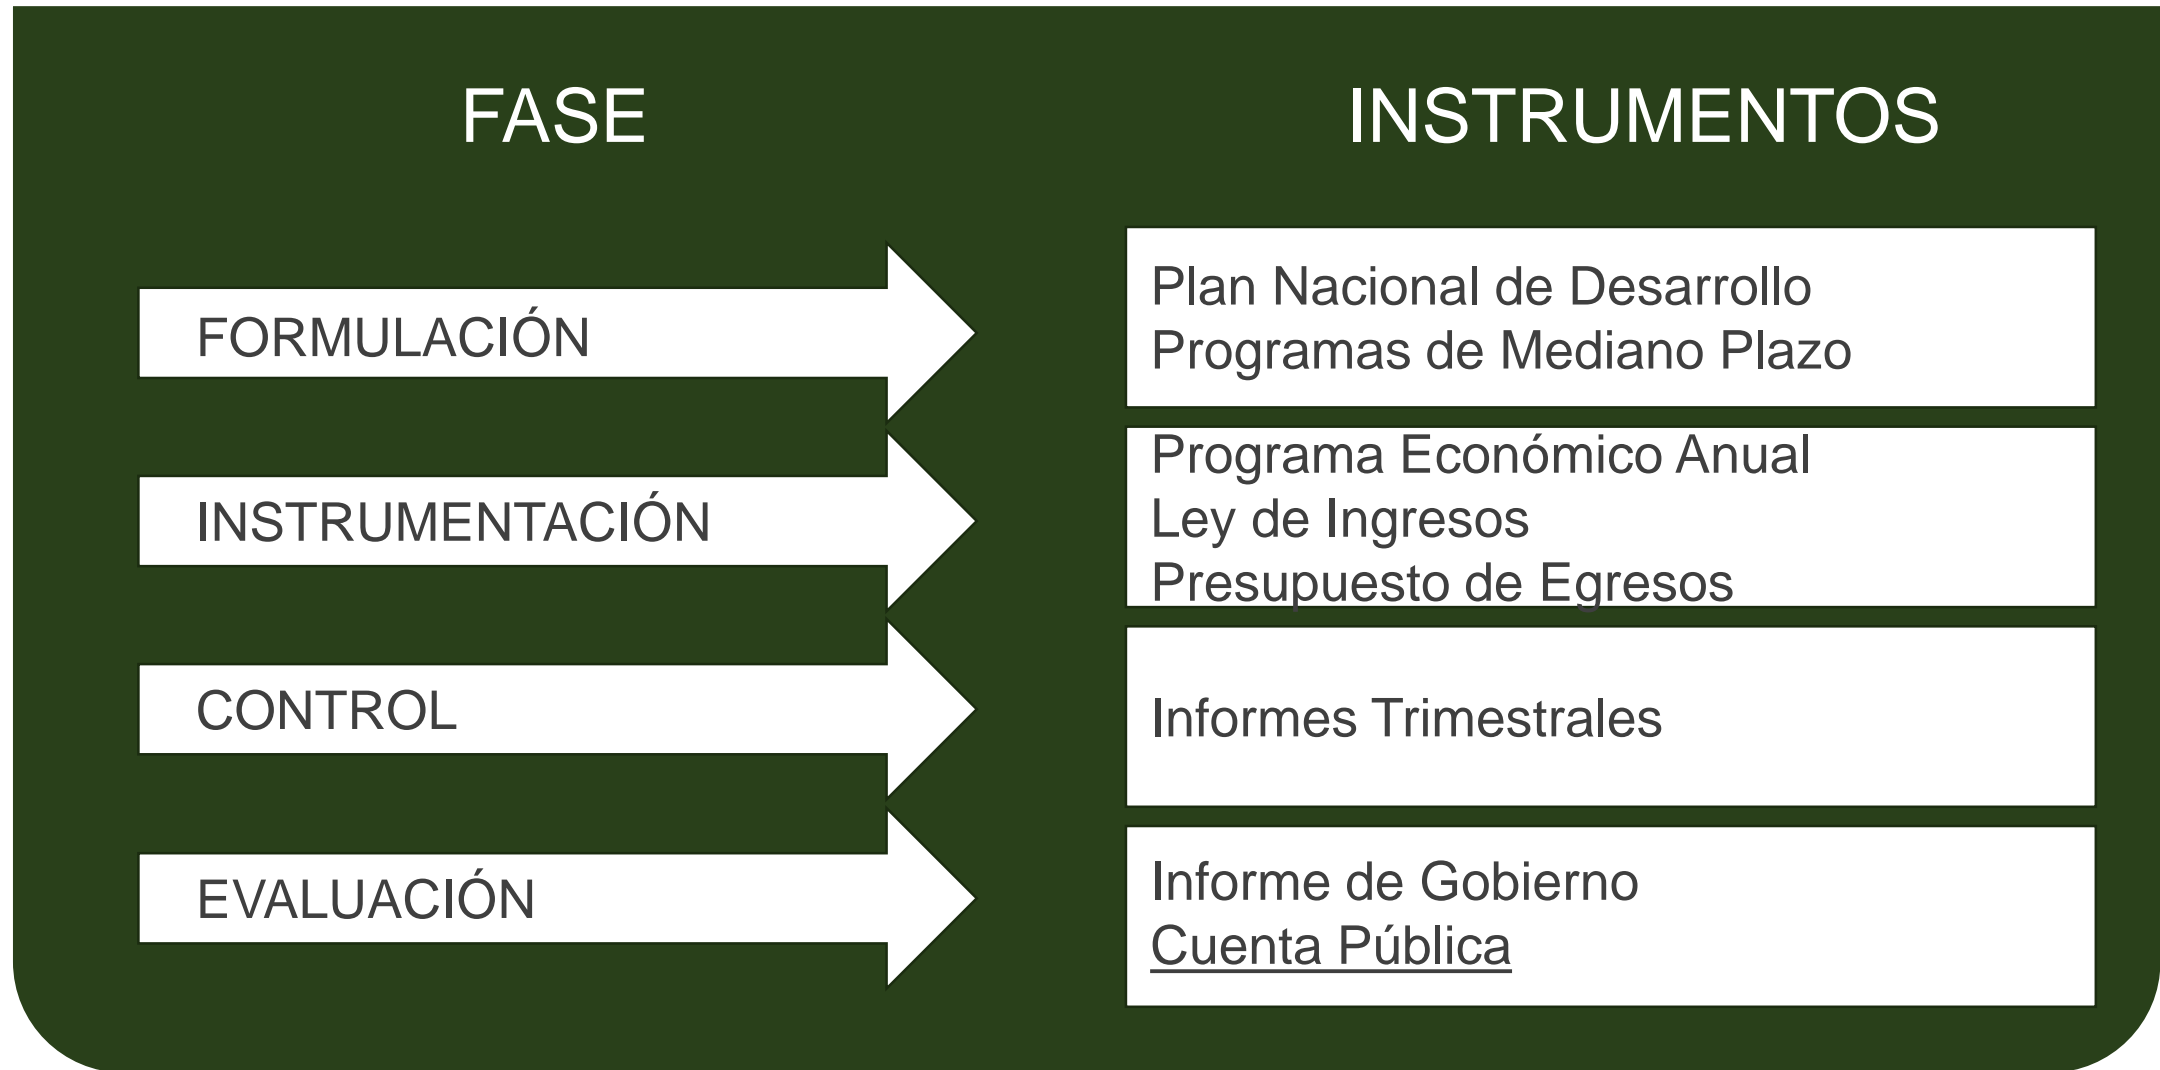 FASE
INSTRUMENTOS
FORMULACIÓN
Plan Nacional de Desarrollo
Programas de Mediano Plazo
INSTRUMENTACIÓN
Programa Económico Anual
Ley de Ingresos
Presupuesto de Egresos
CONTROL
Informes Trimestrales
EVALUACIÓN
Informe de Gobierno
Cuenta Pública